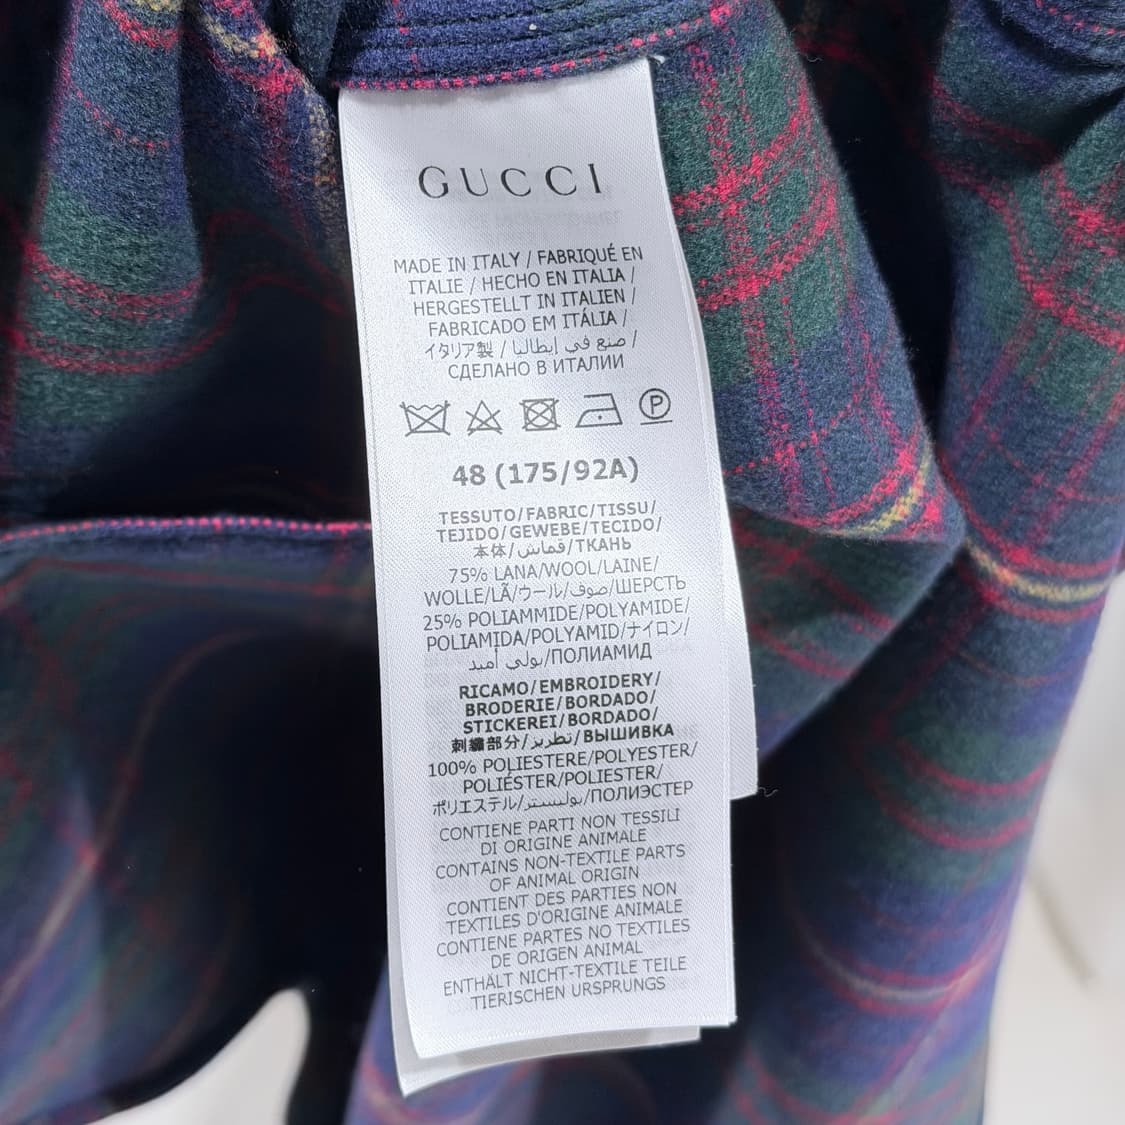 GUCCI
MADE IN ITALY / FABRIQUÉ EN
ITALIE / HECHO EN ITALIA /
HERGESTELLT IN ITALIEN /
FABRICADO EM ITÁLIA /
イタリア製 / صنع في إيطاليا /
СДЕЛАНО В ИТАЛИИ
P
48 (175/92A)
TESSUTO/FABRIC/TISSU/
TEJIDO/GEWEBE/TECIDO/
本体/قماش/ТКАНЬ
75% LANA/WOOL/LAINE/
WOLLE/LÃ/ウール/صوف/ШЕРСТЬ
25% POLIAMMIDE/POLYAMIDE/
POLIAMIDA/POLYAMID/ナイロン/
بولي أميد/ПОЛИАМИД
RICAMO/EMBROIDERY/
BRODERIE/BORDADO/
STICKEREI/BORDADO/
刺繍部分/تطريز/ВЫШИВКА
100% POLIESTERE/POLYESTER/
POLIÉSTER/POLIESTER/
ポリエステル/بوليستر/ПОЛИЭСТЕР
CONTIENE PARTI NON TESSILI
DI ORIGINE ANIMALE
CONTAINS NON-TEXTILE PARTS
OF ANIMAL ORIGIN
CONTIENT DES PARTIES NON
TEXTILES D'ORIGINE ANIMALE
CONTIENE PARTES NO TEXTILES
DE ORIGEN ANIMAL
ENTHÄLT NICHT-TEXTILE TEILE
TIERISCHEN URSPRUNGS